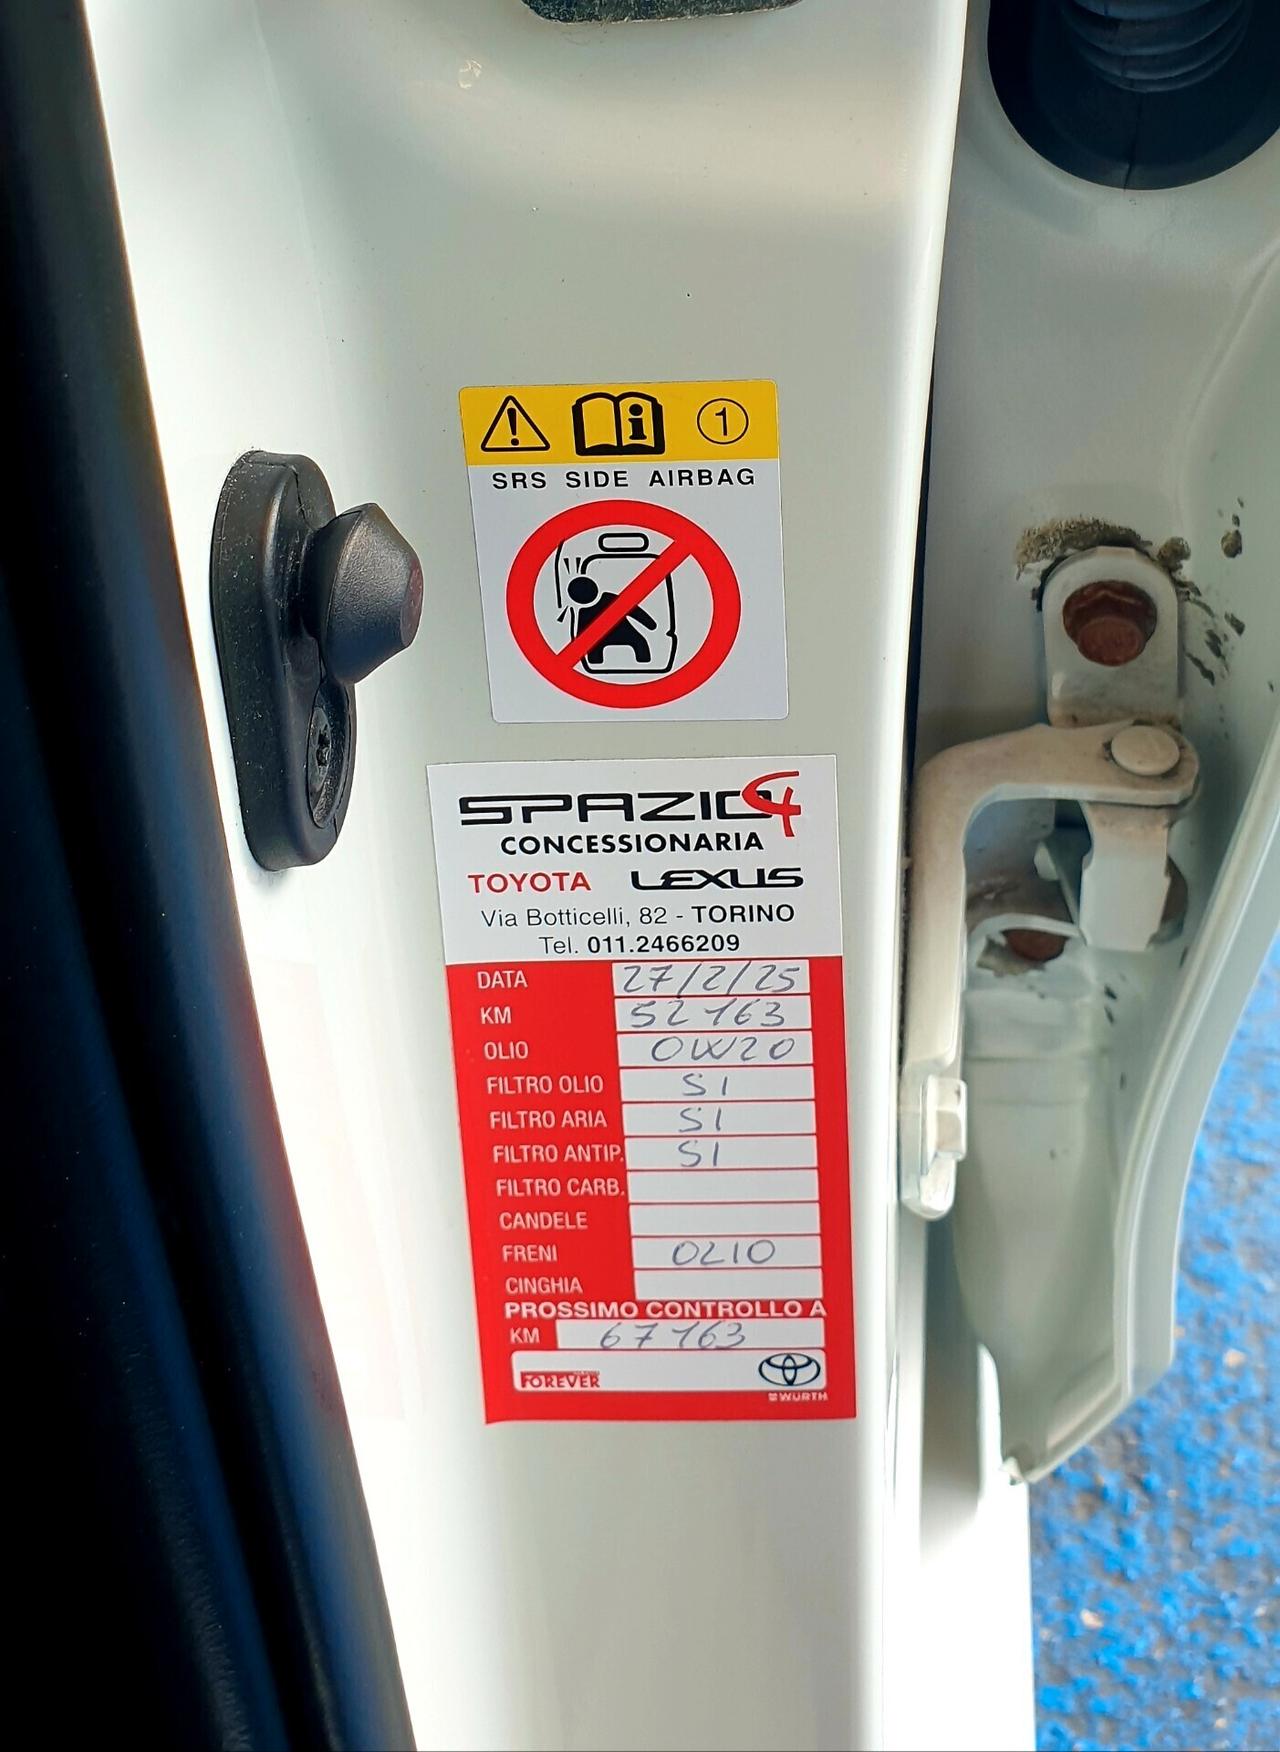 1
SRS SIDE AIRBAG
SPAZIO4
CONCESSIONARIA
TOYOTA LEXUS
Via Botticelli, 82 - TORINO
Tel. 011.2466209
DATA 27/2/25
KM 52163
OLIO 0W20
FILTRO OLIO SI
FILTRO ARIA SI
FILTRO ANTIP. SI
FILTRO CARB.
CANDELE
FRENI OLIO
CINGHIA
PROSSIMO CONTROLLO A
KM 67163
FOREVER
WÜRTH